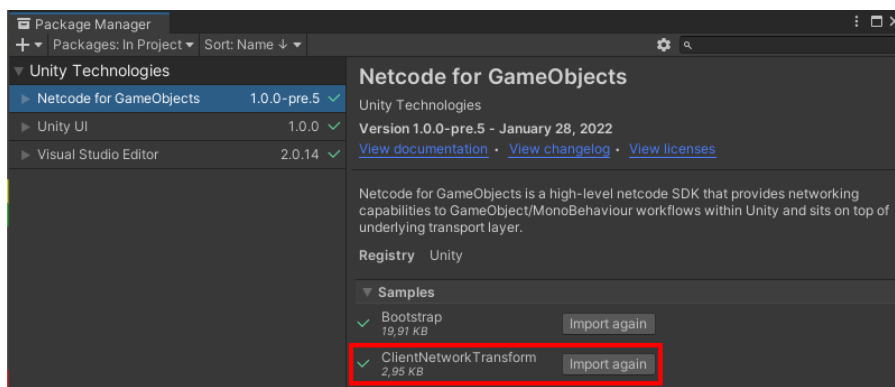 Package Manager
Packages: In Project Sort: Name ↓
Unity Technologies
Netcode for GameObjects 1.0.0-pre.5
Unity UI 1.0.0
Visual Studio Editor 2.0.14
Netcode for GameObjects
Unity Technologies
Version 1.0.0-pre.5 - January 28, 2022
View documentation • View changelog • View licenses
Netcode for GameObjects is a high-level netcode SDK that provides networking
capabilities to GameObject/MonoBehaviour workflows within Unity and sits on top of
underlying transport layer.
Registry Unity
Samples
Bootstrap
19,91 KB
Import again
ClientNetworkTransform
2,95 KB
Import again